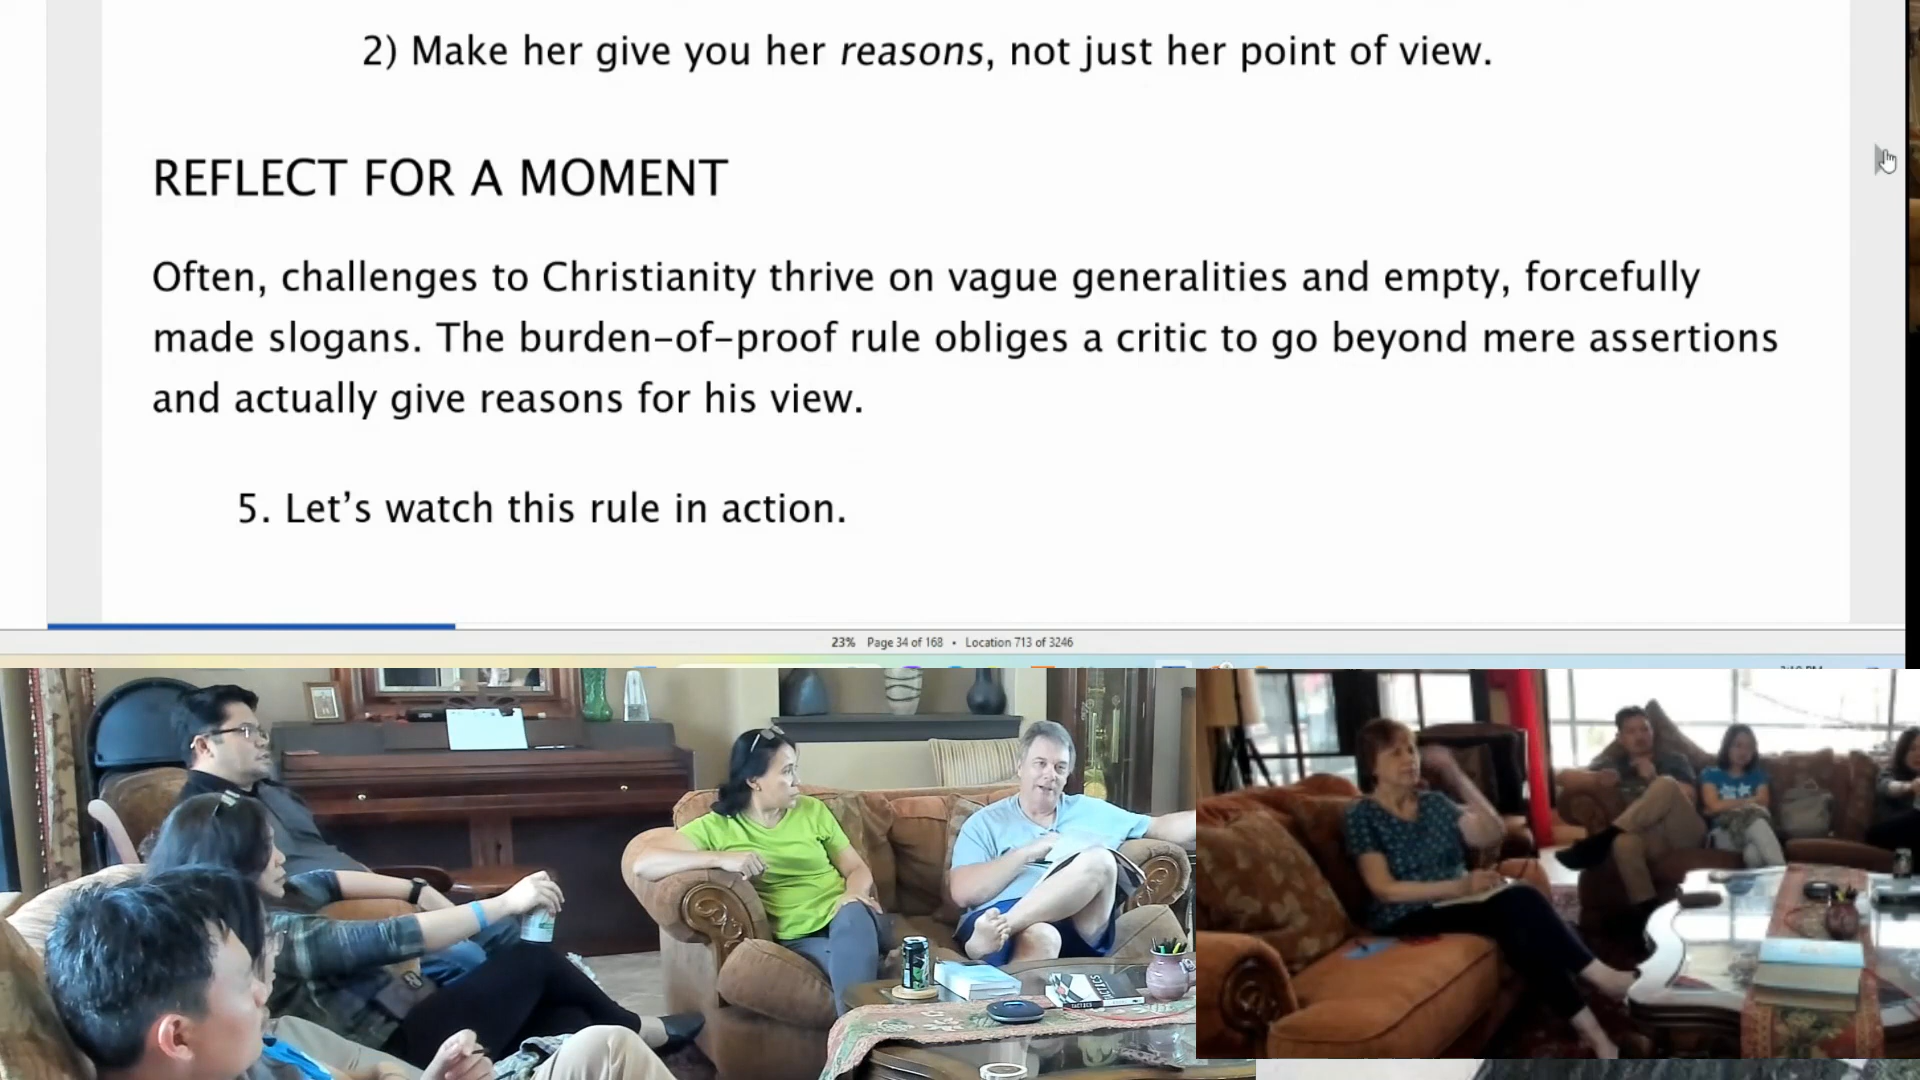 2) Make her give you her reasons, not just her point of view.
REFLECT FOR A MOMENT
Often, challenges to Christianity thrive on vague generalities and empty, forcefully
made slogans. The burden-of-proof rule obliges a critic to go beyond mere assertions
and actually give reasons for his view.
5. Let's watch this rule in action.
23% Page 34 of 168 • Location 713 of 3246
TACTICS
TACTICS